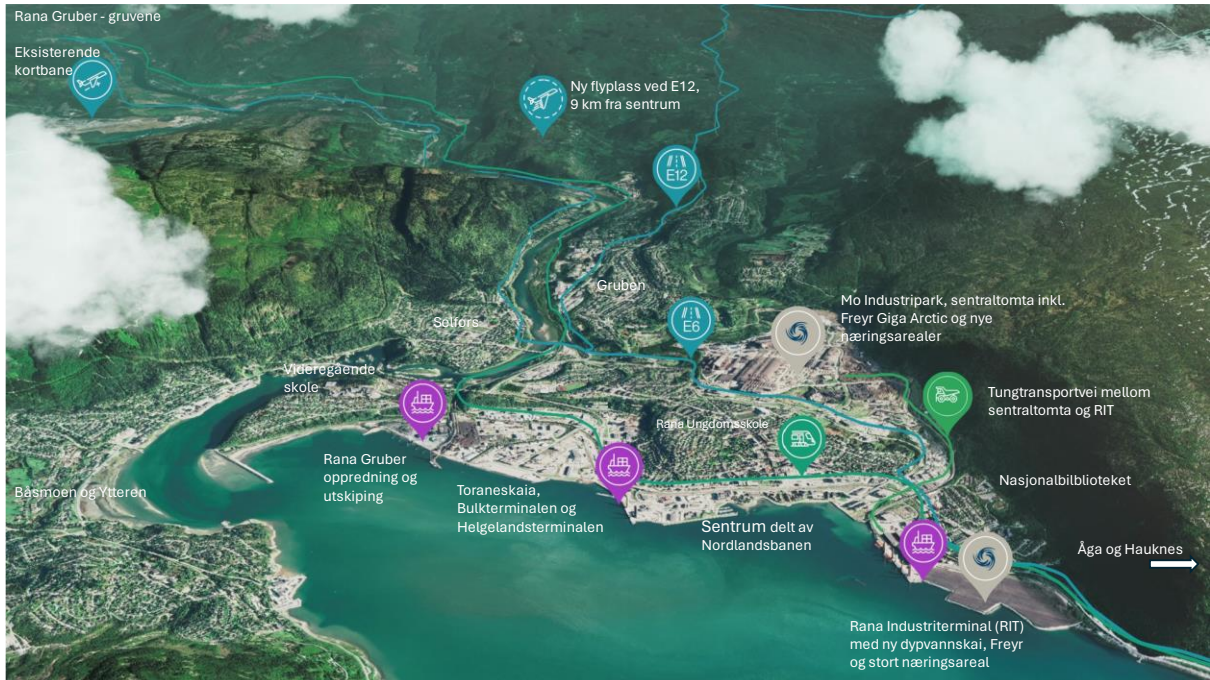 Rana Gruber - gruvene
Eksisterende
kortbane
Ny flyplass ved E12,
9 km fra sentrum
E12
Gruben
Selfors
E6
Mo Industripark, sentraltomta inkl.
Freyr Giga Arctic og nye
næringsarealer
Videregående
skole
Tungtransportvei mellom
sentraltomta og RIT
Rana Ungdomsskole
Rana Gruber
oppredning og
utskiping
Båsmoen og Ytteren
Toraneskaia,
Bulkterminalen og
Helgelandsterminalen
Sentrum delt av
Nordlandsbanen
Nasjonalbilblioteket
Åga og Hauknes
Rana Industriterminal (RIT)
med ny dypvannskai, Freyr
og stort næringsareal